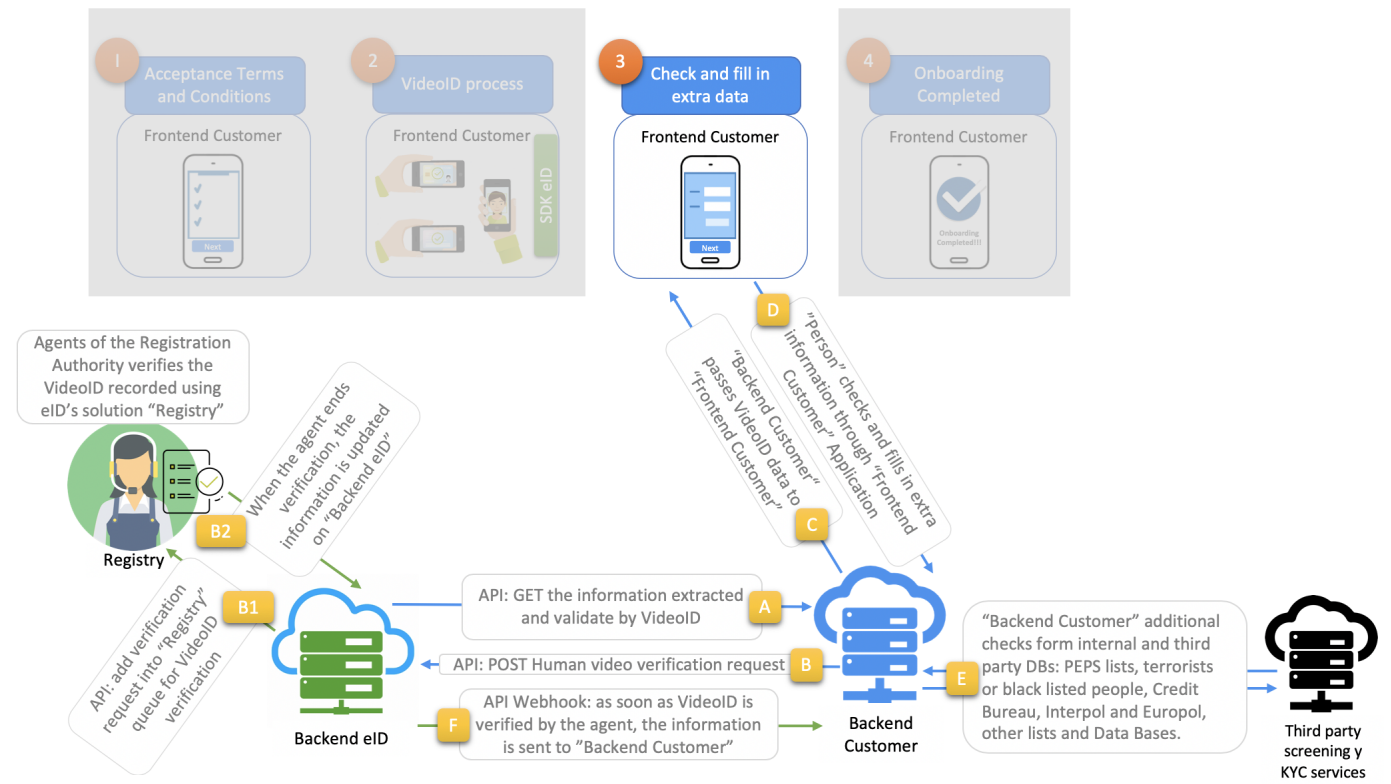 1
Acceptance Terms
and Conditions
Frontend Customer
Next
2
VideoID process
Frontend Customer
SDK eID
3
Check and fill in
extra data
Frontend Customer
Next
4
Onboarding
Completed
Frontend Customer
Onboarding
Completed!!!
Agents of the Registration
Authority verifies the
VideoID recorded using
eID’s solution “Registry”
Registry
B2
When the agent ends
verification, the
information is updated
on “Backend eID”
B1
API: add verification
request into “Registry”
queue for VideoID
verification
Backend eID
API: GET the information extracted
and validate by VideoID
A
API: POST Human video verification request
B
F
API Webhook: as soon as VideoID is
verified by the agent, the information
is sent to ”Backend Customer”
C
“Backend Customer“
passes VideoID data to
“Frontend Customer”
D
”Person” checks and fills in extra
information through “Frontend
Customer” Application
Backend
Customer
E
“Backend Customer” additional
checks form internal and third
party DBs: PEPS lists, terrorists
or black listed people, Credit
Bureau, Interpol and Europol,
other lists and Data Bases.
Third party
screening y
KYC services